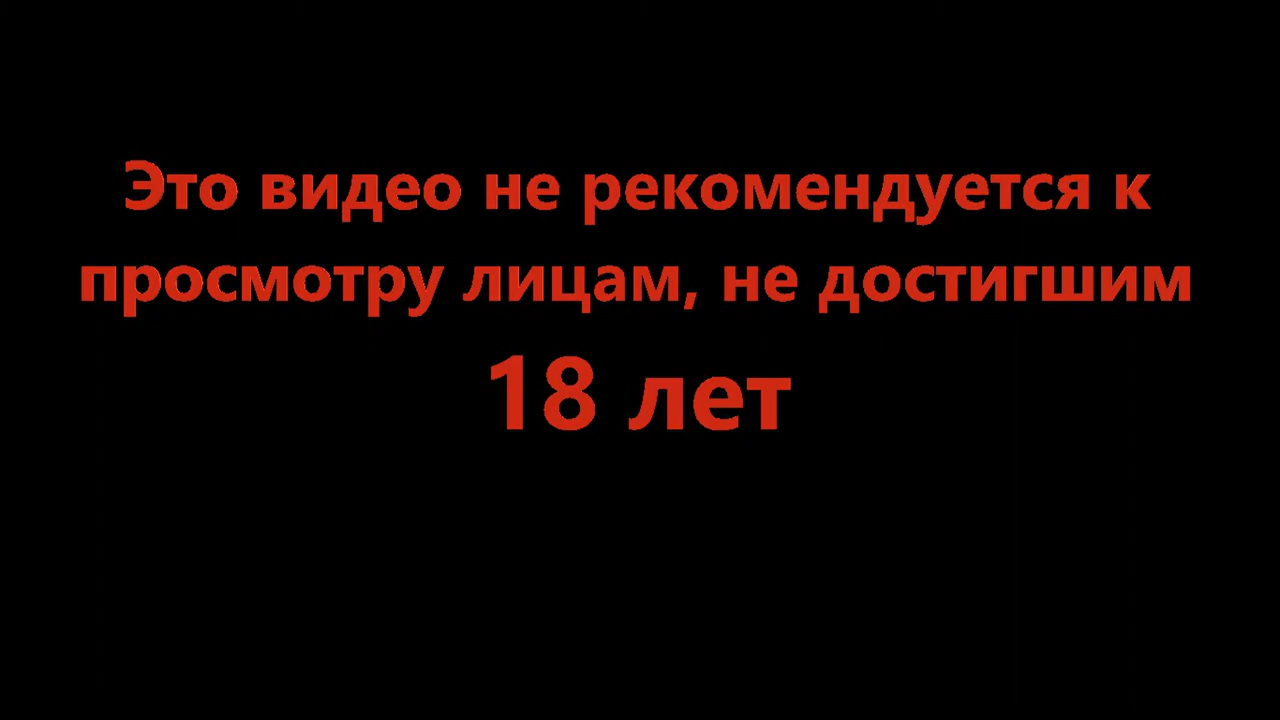 Это видео не рекомендуется к
просмотру лицам, не достигшим
18 лет